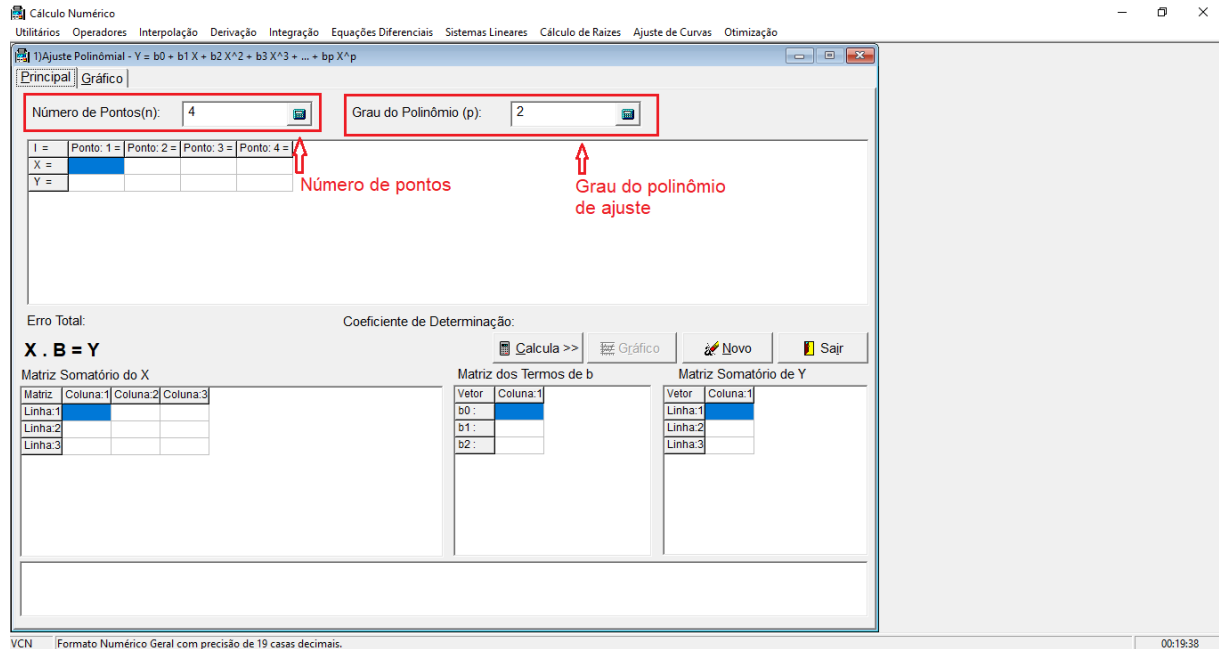 Cálculo Numérico
Utilitários Operadores Interpolação Derivação Integração Equações Diferenciais Sistemas Lineares Cálculo de Raizes Ajuste de Curvas Otimização
1)Ajuste Polinômial - Y = b0 + b1 X + b2 X^2 + b3 X^3 + ... + bp X^p
Principal Gráfico
Número de Pontos(n): 4 Grau do Polinômio (p): 2
I = Ponto: 1 = Ponto: 2 = Ponto: 3 = Ponto: 4 =
X =
Y =
Número de pontos
Grau do polinômio
de ajuste
Erro Total: Coeficiente de Determinação:
X . B = Y
Calcula >> Gráfico Novo Sair
Matriz Somatório do X Matriz dos Termos de b Matriz Somatório de Y
Matriz Coluna:1 Coluna:2 Coluna:3 Vetor Coluna:1 Vetor Coluna:1
Linha:1 b0 : Linha:1
Linha:2 b1 : Linha:2
Linha:3 b2 : Linha:3
VCN Formato Numérico Geral com precisão de 19 casas decimais. 00:19:38